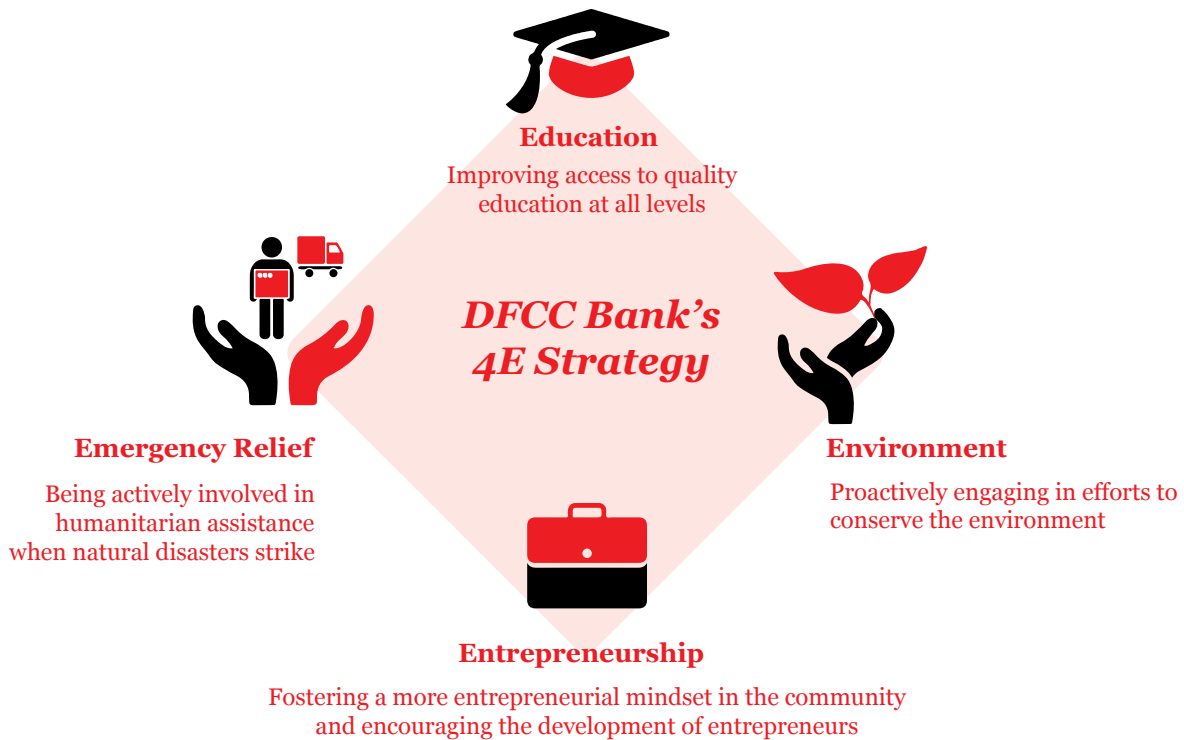 Education
Improving access to quality
education at all levels
DFCC Bank's
4E Strategy
Emergency Relief
Being actively involved in
humanitarian assistance
when natural disasters strike
Environment
Proactively engaging in efforts to
conserve the environment
Entrepreneurship
Fostering a more entrepreneurial mindset in the community
and encouraging the development of entrepreneurs